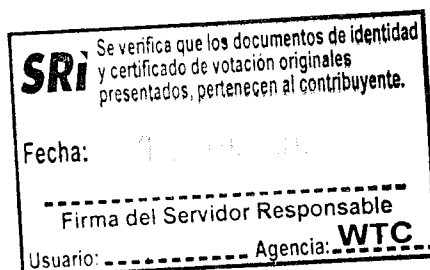 SRi Se verifica que los documentos de identidad
y certificado de votación originales
presentados, pertenecen al contribuyente.
Fecha:
Firma del Servidor Responsable
Usuario: Agencia: WTC